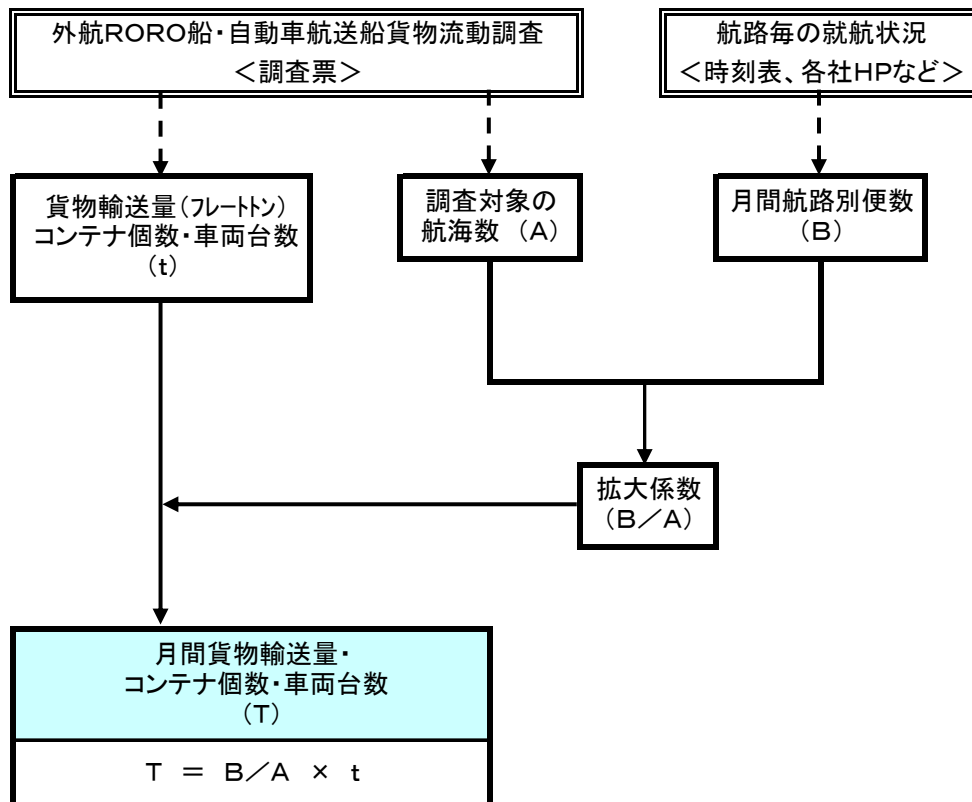 外航RORO船・自動車航送船貨物流動調査
＜調査票＞
航路毎の就航状況
＜時刻表、各社HPなど＞
貨物輸送量（ﾌﾚｰﾄﾄﾝ）
コンテナ個数・車両台数
（t）
調査対象の
航海数 （A）
月間航路別便数
（B）
拡大係数
（B／A）
月間貨物輸送量・
コンテナ個数・車両台数
（T）
T ＝ B／A × t